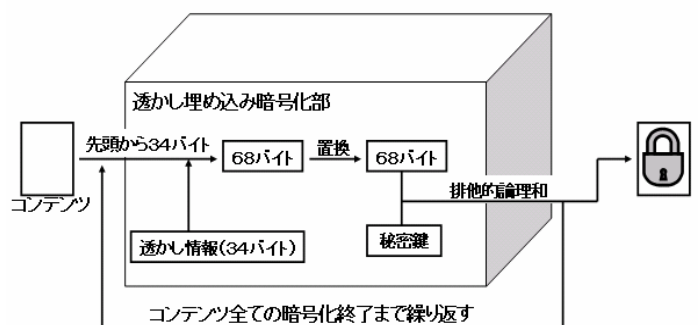 透かし埋め込み暗号化部
先頭から34バイト
68バイト
置換
68バイト
コンテンツ
排他的論理和
透かし情報(34バイト)
秘密鍵
コンテンツ全ての暗号化終了まで繰り返す